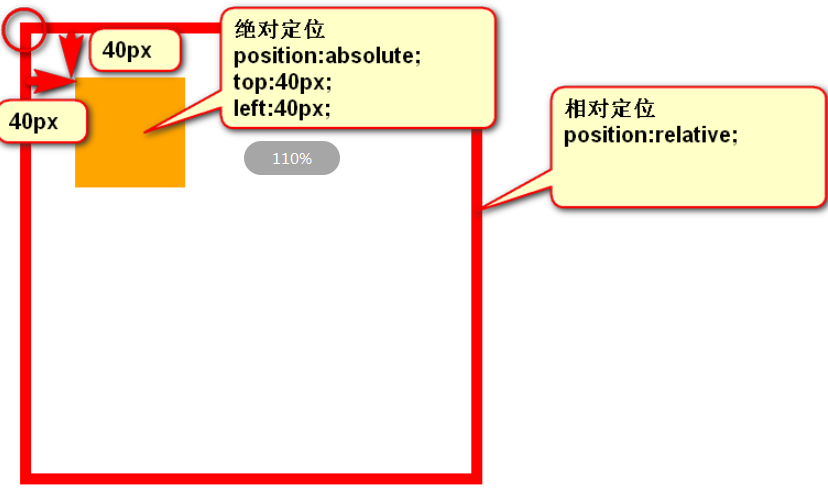 40px
40px
绝对定位
position:absolute;
top:40px;
left:40px;
110%
相对定位
position:relative;